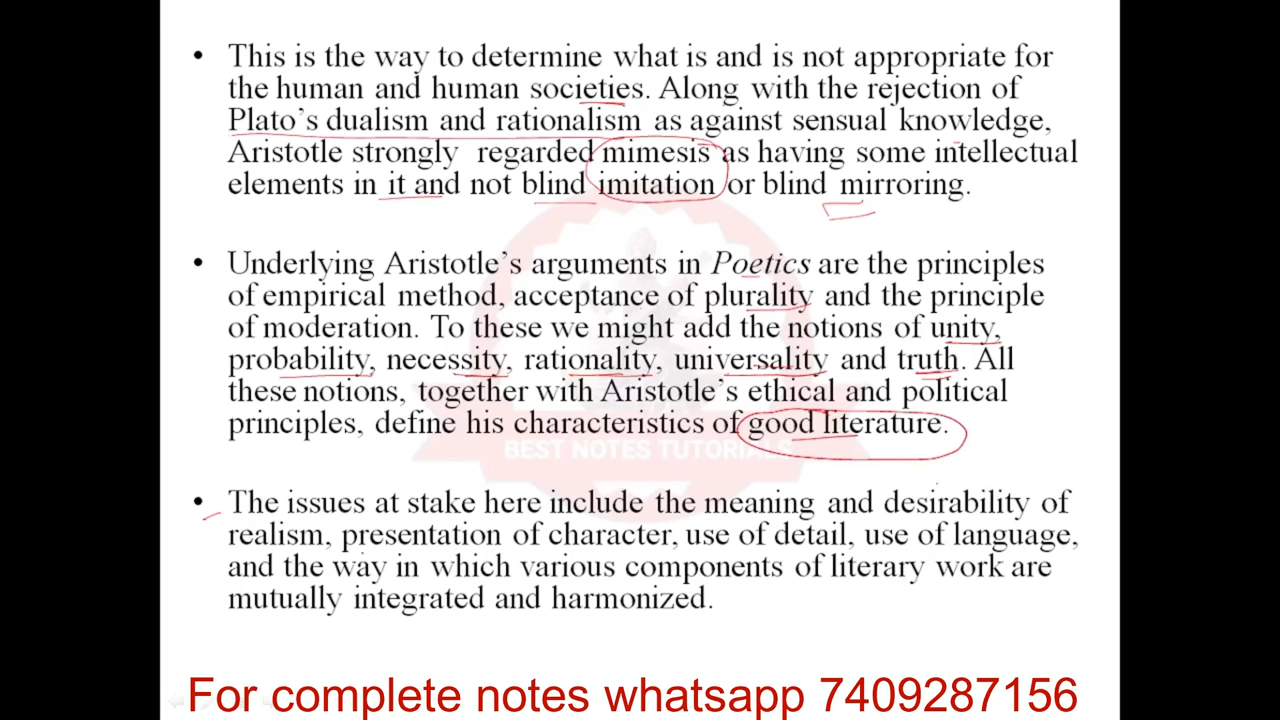 • This is the way to determine what is and is not appropriate for
the human and human societies. Along with the rejection of
Plato's dualism and rationalism as against sensual knowledge,
Aristotle strongly regarded mimesis as having some intellectual
elements in it and not blind imitation or blind mirroring.
• Underlying Aristotle's arguments in Poetics are the principles
of empirical method, acceptance of plurality and the principle
of moderation. To these we might add the notions of unity,
probability, necessity, rationality, universality and truth. All
these notions, together with Aristotle's ethical and political
principles, define his characteristics of good literature.
BEST NOTES TUTORIALS
• The issues at stake here include the meaning and desirability of
realism, presentation of character, use of detail, use of language,
and the way in which various components of literary work are
mutually integrated and harmonized.
For complete notes whatsapp 7409287156